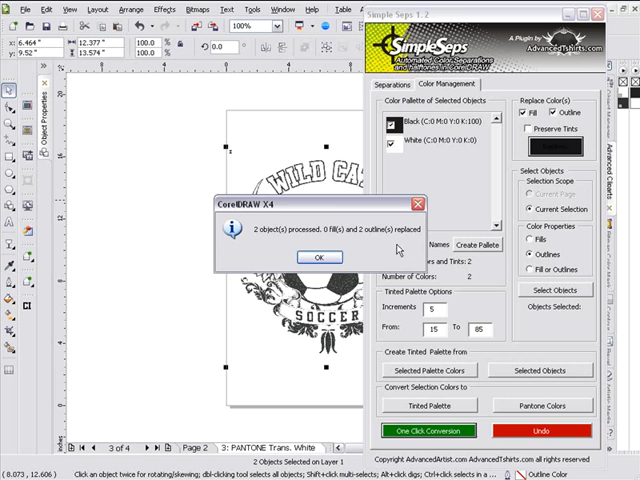 File Edit View Layout Arrange Effects Bitmaps Text Table Tools
150%
x: 6.464 "
y: 9.52 "
12.377 "
13.574 "
100.0 %
100.0 %
0.0
Object Properties
Simple Seps 1.2
SimpleSeps
Automated Color Separations
and halftones in CorelDRAW
A Plugin by
AdvancedTshirts.com
Separations Color Management
Color Palette of Selected Objects
Black (C:0 M:0 Y:0 K:100)
White (C:0 M:0 Y:0 K:0)
Replace Color(s)
Fill Outline
Preserve Tints
Select Objects
Selection Scope
Current Page
Current Selection
Color Properties
Fills
Outlines
Fill or Outlines
Select Objects
Objects Selected:
Names Create Pallete
ors and Tints: 2
Number of Colors: 2
Tinted Palette Options
Increments 5
From: 15 To 85
Create Tinted Palette from
Selected Palette Colors Selected Objects
Convert Selection Colors to
Tinted Palette Pantone Colors
One Click Conversion Undo
Copyright AdvancedArtist.com AdvancedTshirts.com all rights reserved
CorelDRAW X4
2 object(s) processed. 0 fill(s) and 2 outline(s) replaced
OK
WILD CA
SOCCER
CI
inches
Advanced Cliparts
3 of 4 Page 2 3: PANTONE Trans. White
2 Objects Selected on Layer 1
( 8.073, 12.606 ) Click an object twice for rotating/skewing; dbl-clicking tool selects all objects; Shift+click multi-selects; Alt+click digs; Ctrl+click selects in a ... Outline Color